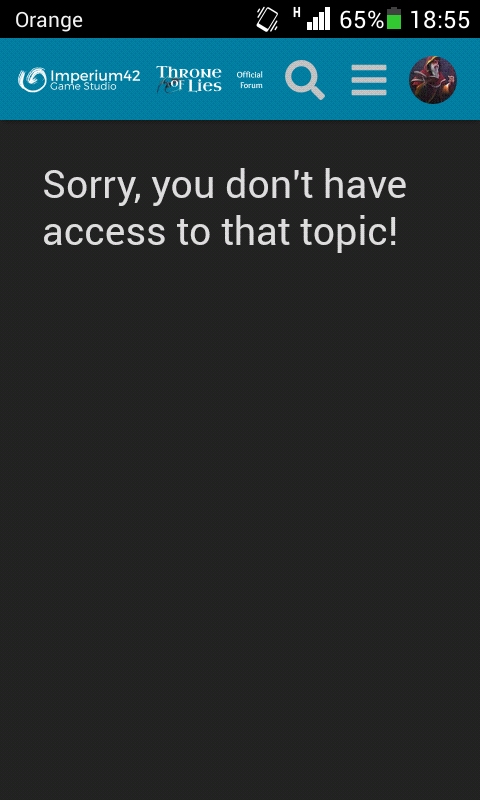 Orange H 65% 18:55
Imperium42 Game Studio
Throne of Lies
Official Forum
Sorry, you don't have
access to that topic!